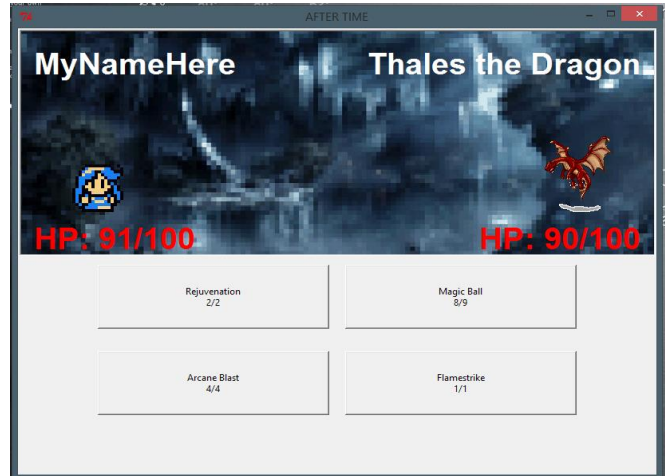 AFTER TIME
MyNameHere
Thales the Dragon
HP: 91/100
HP: 90/100
Rejuvenation
2/2
Magic Ball
8/9
Arcane Blast
4/4
Flamestrike
1/1